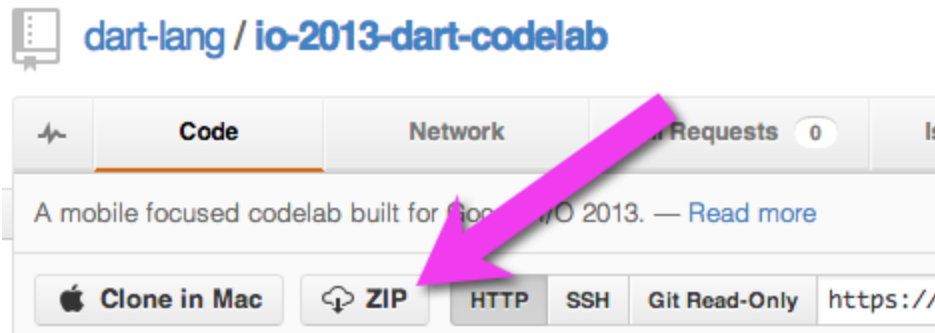 dart-lang / io-2013-dart-codelab
Code Network Requests 0
A mobile focused codelab built for I/O 2013. — Read more
Clone in Mac ZIP HTTP SSH Git Read-Only https://